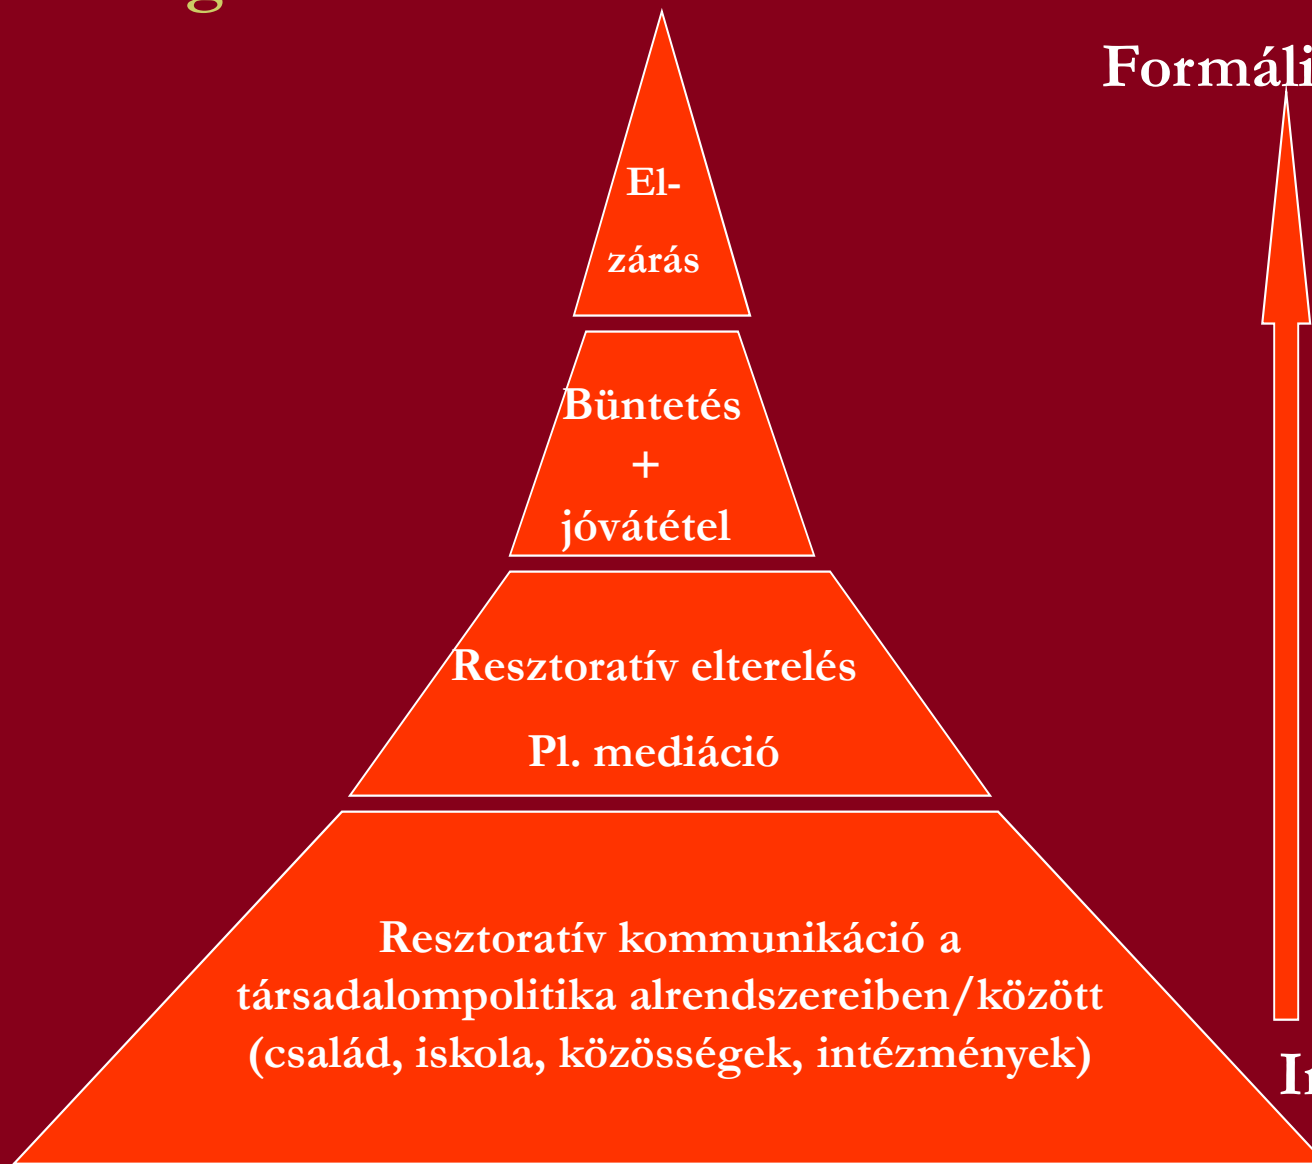 Formáli
El-
zárás
Büntetés
+
jóvátétel
Resztoratív elterelés
Pl. mediáció
Resztoratív kommunikáció a
társadalompolitika alrendszereiben/között
(család, iskola, közösségek, intézmények)